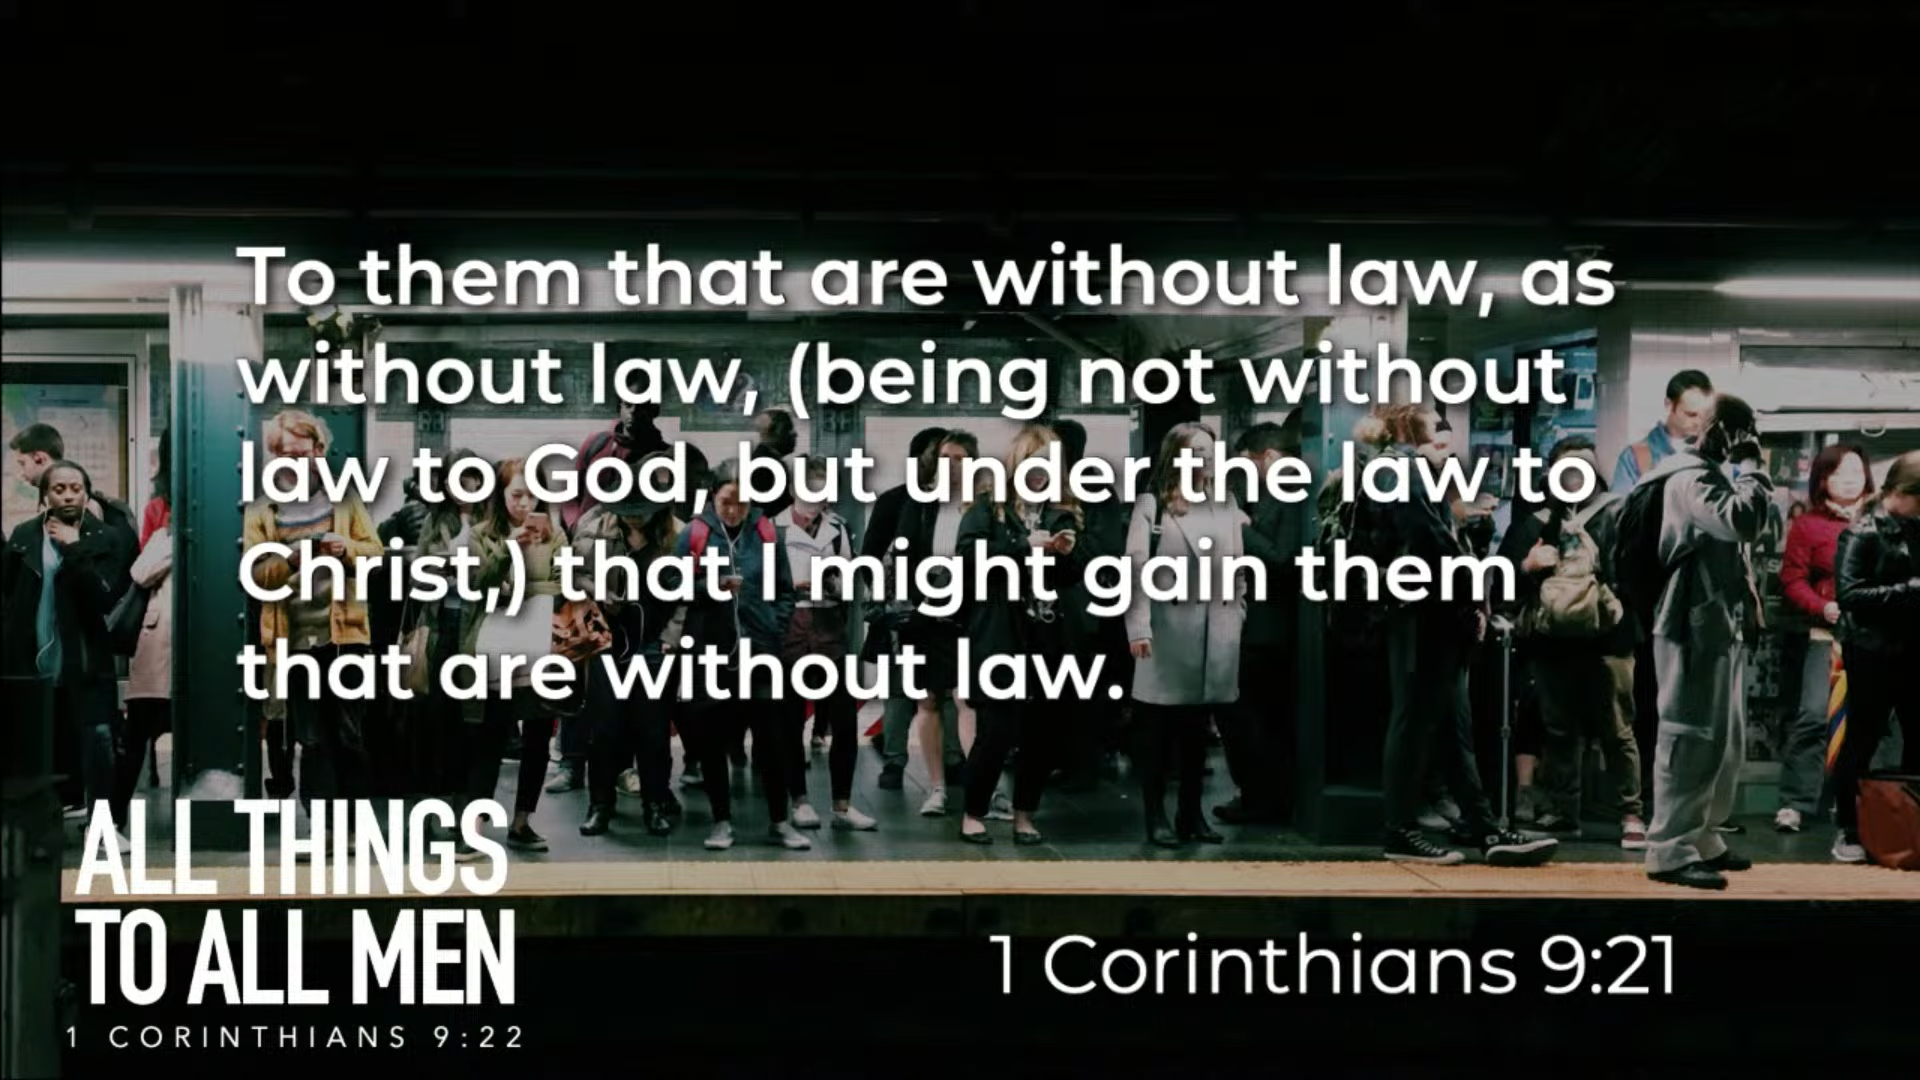 To them that are without law, as
without law, (being not without
law to God, but under the law to
Christ,) that I might gain them
that are without law.
ALL THINGS
TO ALL MEN
1 CORINTHIANS 9:22
1 Corinthians 9:21